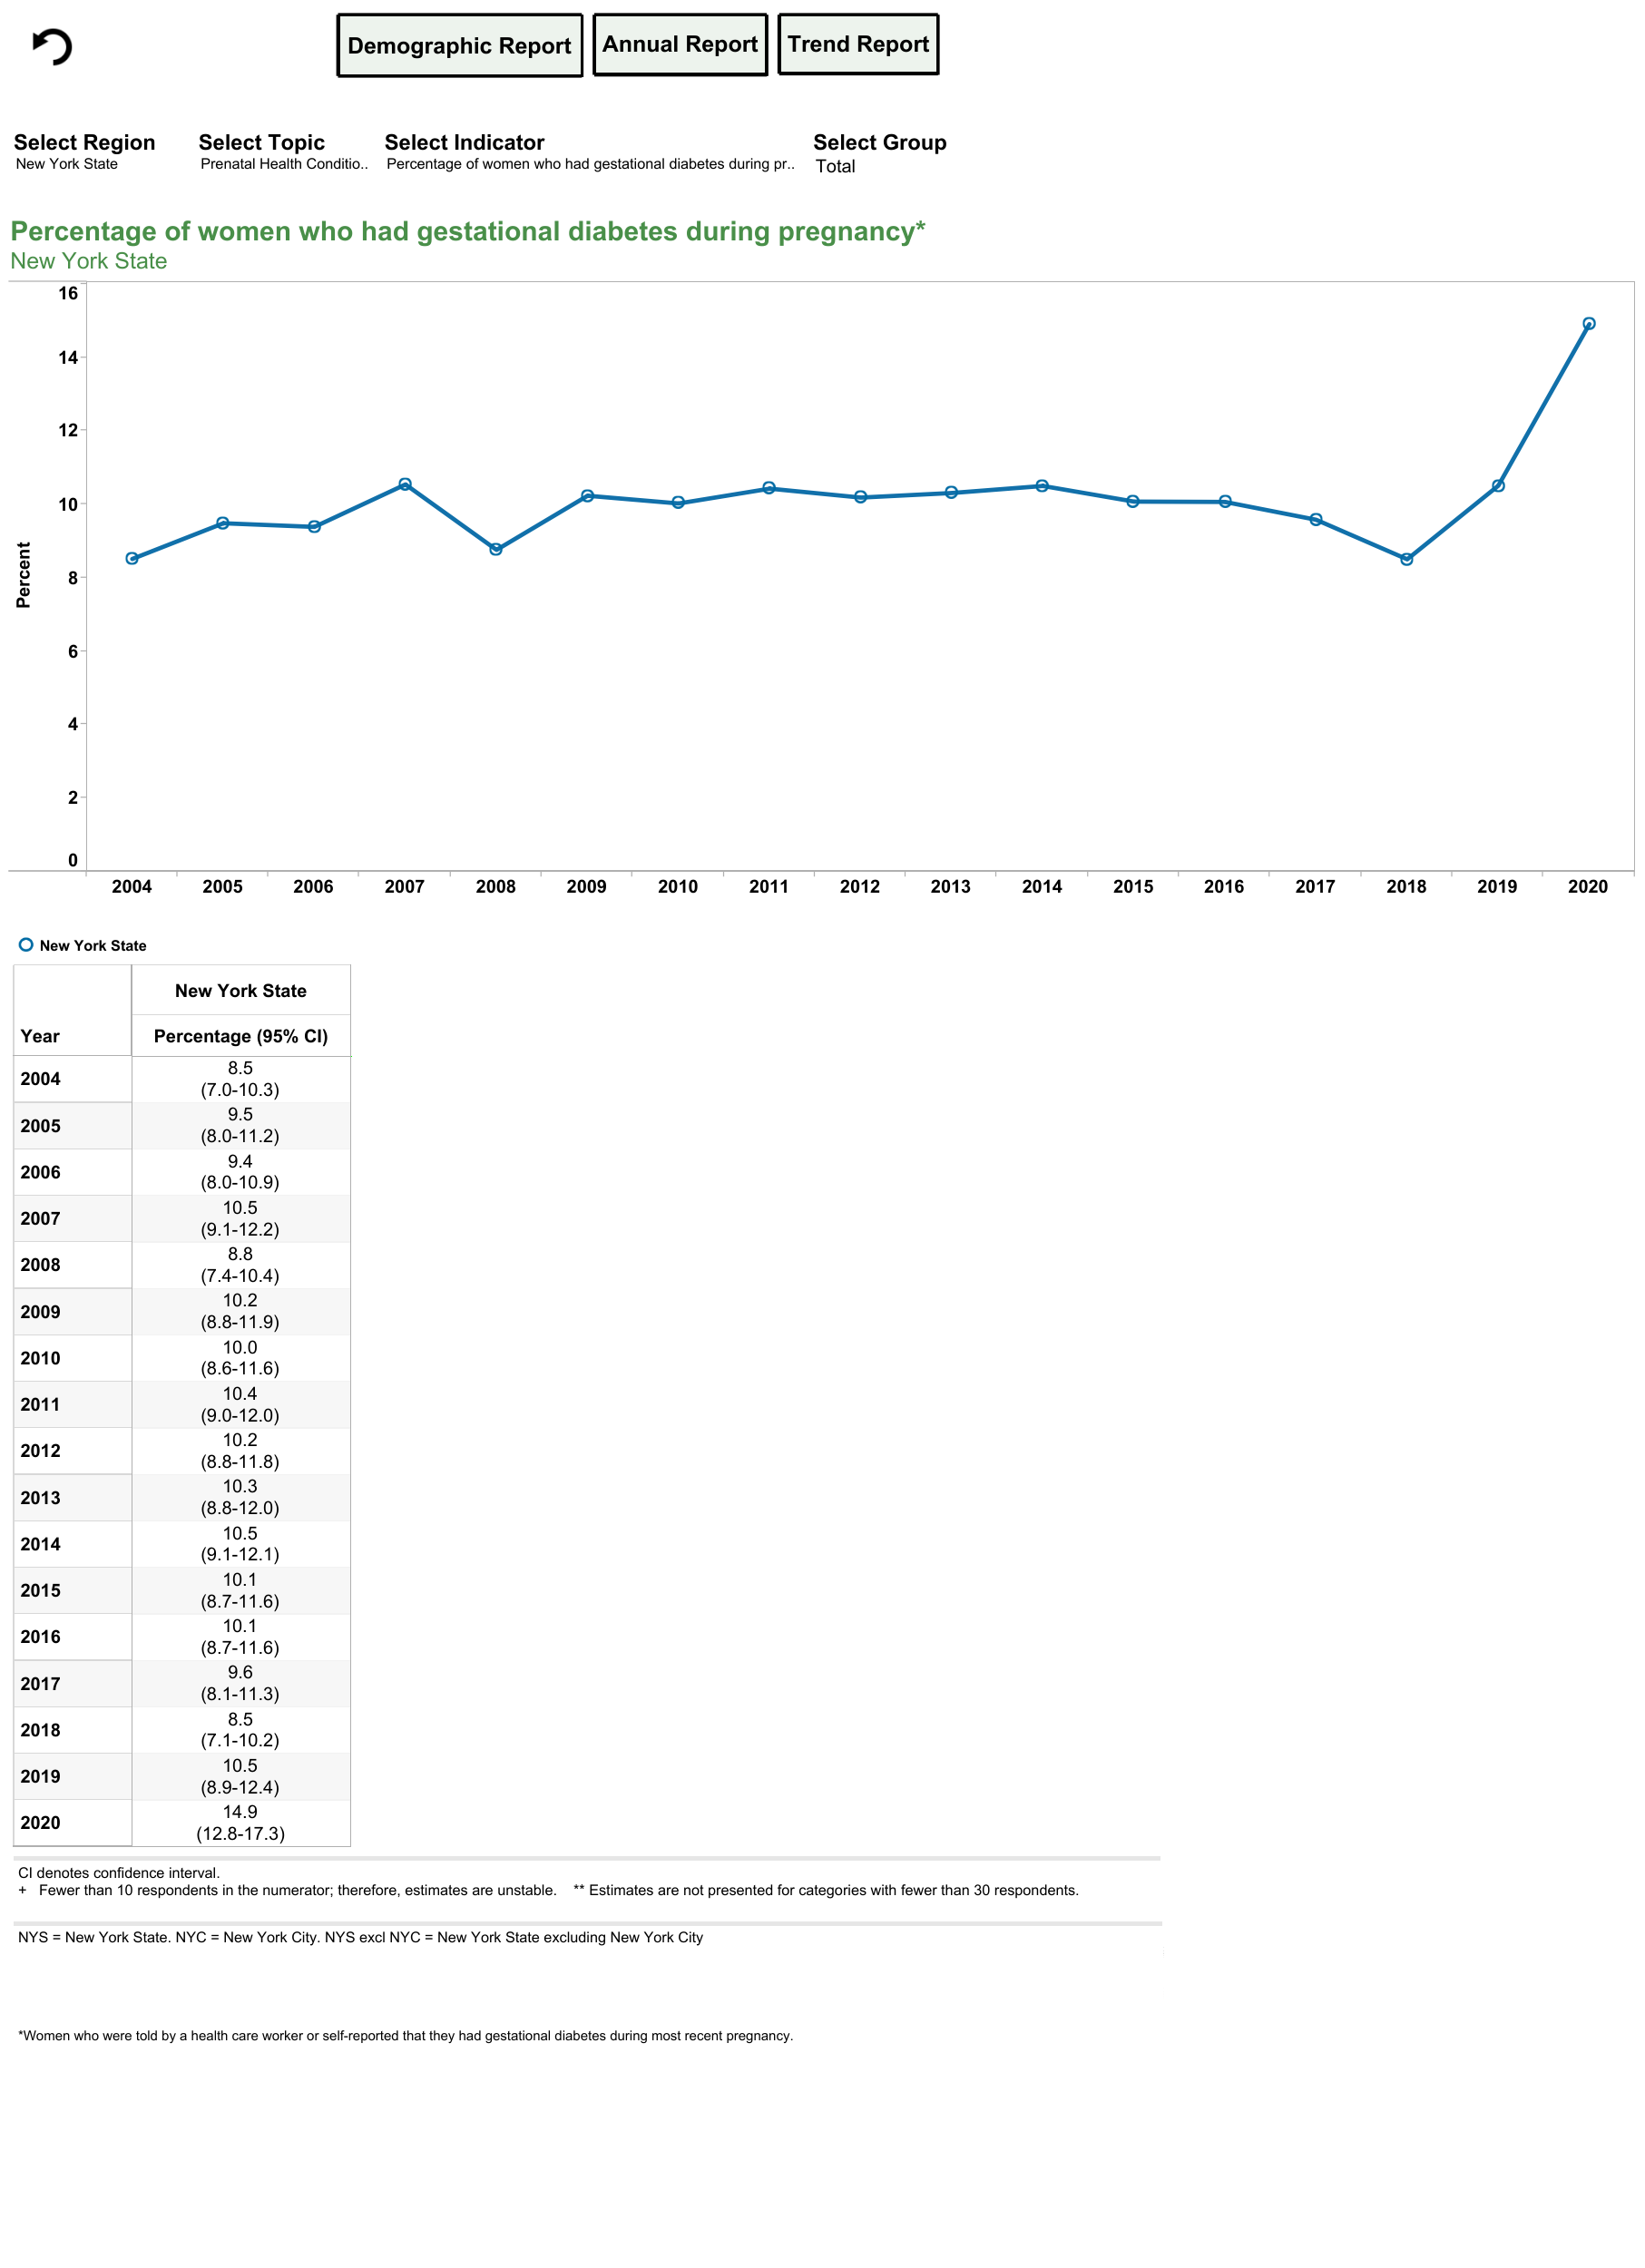 Demographic Report
Annual Report
Trend Report
Select Region
Select Topic
Select Indicator
Select Group
New York State
Prenatal Health Conditio..
Percentage of women who had gestational diabetes during pr..
Total
Percentage of women who had gestational diabetes during pregnancy*
New York State
16
14
12
10
8
6
4
2
0
Percent
2004 2005 2006 2007 2008 2009 2010 2011 2012 2013 2014 2015 2016 2017 2018 2019 2020
New York State
New York State
Year Percentage (95% CI)
2004 8.5
(7.0-10.3)
2005 9.5
(8.0-11.2)
2006 9.4
(8.0-10.9)
2007 10.5
(9.1-12.2)
2008 8.8
(7.4-10.4)
2009 10.2
(8.8-11.9)
2010 10.0
(8.6-11.6)
2011 10.4
(9.0-12.0)
2012 10.2
(8.8-11.8)
2013 10.3
(8.8-12.0)
2014 10.5
(9.1-12.1)
2015 10.1
(8.7-11.6)
2016 10.1
(8.7-11.6)
2017 9.6
(8.1-11.3)
2018 8.5
(7.1-10.2)
2019 10.5
(8.9-12.4)
2020 14.9
(12.8-17.3)
CI denotes confidence interval.
+ Fewer than 10 respondents in the numerator; therefore, estimates are unstable. ** Estimates are not presented for categories with fewer than 30 respondents.
NYS = New York State. NYC = New York City. NYS excl NYC = New York State excluding New York City
*Women who were told by a health care worker or self-reported that they had gestational diabetes during most recent pregnancy.